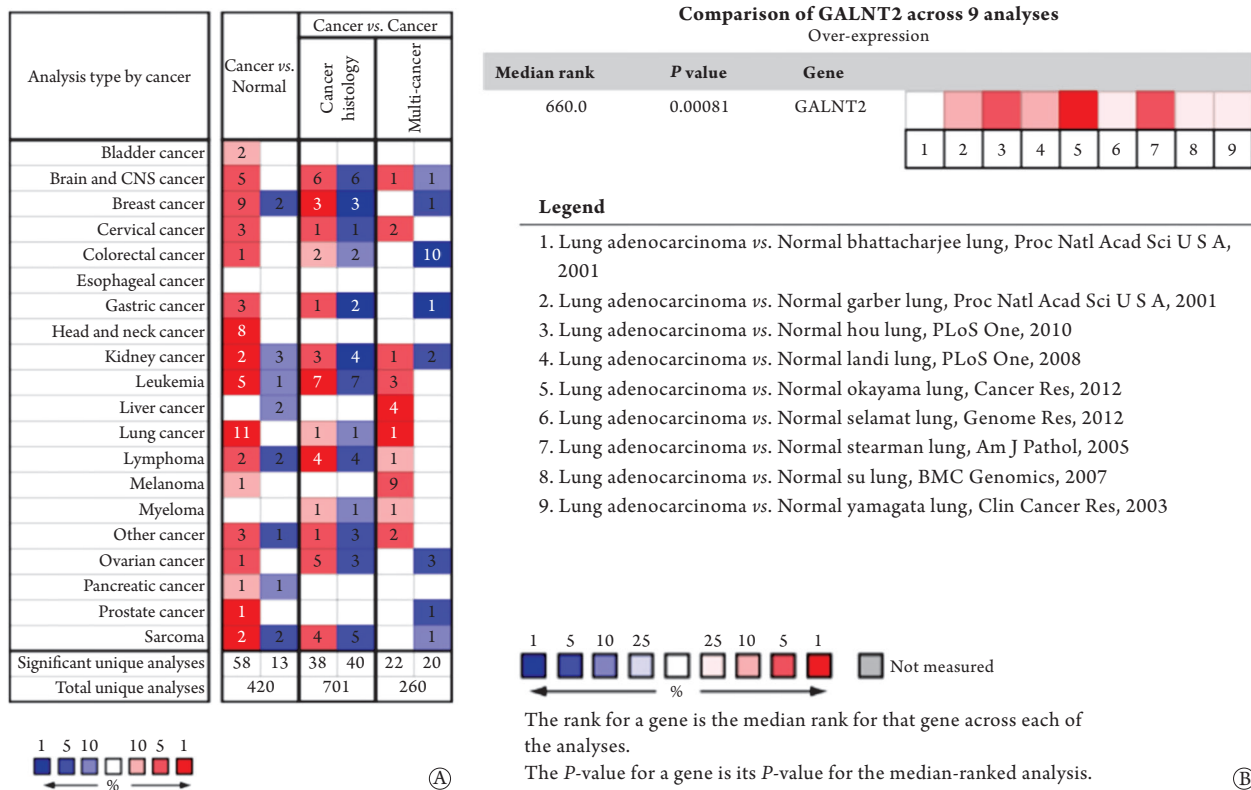 Analysis type by cancer
Cancer vs. Normal
Cancer vs. Cancer
Cancer histology
Multi-cancer
Bladder cancer 2
Brain and CNS cancer 5 6 6 1 1
Breast cancer 9 2 3 3 1
Cervical cancer 3 1 1 2
Colorectal cancer 1 2 2 10
Esophageal cancer
Gastric cancer 3 1 2 1
Head and neck cancer 8
Kidney cancer 2 3 3 4 1 2
Leukemia 5 1 7 7 3
Liver cancer 2 4
Lung cancer 11 1 1 1
Lymphoma 2 2 4 4 1
Melanoma 1 9
Myeloma 1 1 1
Other cancer 3 1 1 3 2
Ovarian cancer 1 5 3 3
Pancreatic cancer 1 1
Prostate cancer 1 1
Sarcoma 2 2 4 5 1
Significant unique analyses 58 13 38 40 22 20
Total unique analyses 420 701 260
1 5 10 10 5 1
%
A
Comparison of GALNT2 across 9 analyses
Over-expression
Median rank P value Gene
660.0 0.00081 GALNT2
1 2 3 4 5 6 7 8 9
Legend
1. Lung adenocarcinoma vs. Normal bhattacharjee lung, Proc Natl Acad Sci U S A,
2001
2. Lung adenocarcinoma vs. Normal garber lung, Proc Natl Acad Sci U S A, 2001
3. Lung adenocarcinoma vs. Normal hou lung, PLoS One, 2010
4. Lung adenocarcinoma vs. Normal landi lung, PLoS One, 2008
5. Lung adenocarcinoma vs. Normal okayama lung, Cancer Res, 2012
6. Lung adenocarcinoma vs. Normal selamat lung, Genome Res, 2012
7. Lung adenocarcinoma vs. Normal stearman lung, Am J Pathol, 2005
8. Lung adenocarcinoma vs. Normal su lung, BMC Genomics, 2007
9. Lung adenocarcinoma vs. Normal yamagata lung, Clin Cancer Res, 2003
1 5 10 25 25 10 5 1
%
Not measured
The rank for a gene is the median rank for that gene across each of
the analyses.
The P-value for a gene is its P-value for the median-ranked analysis.
B